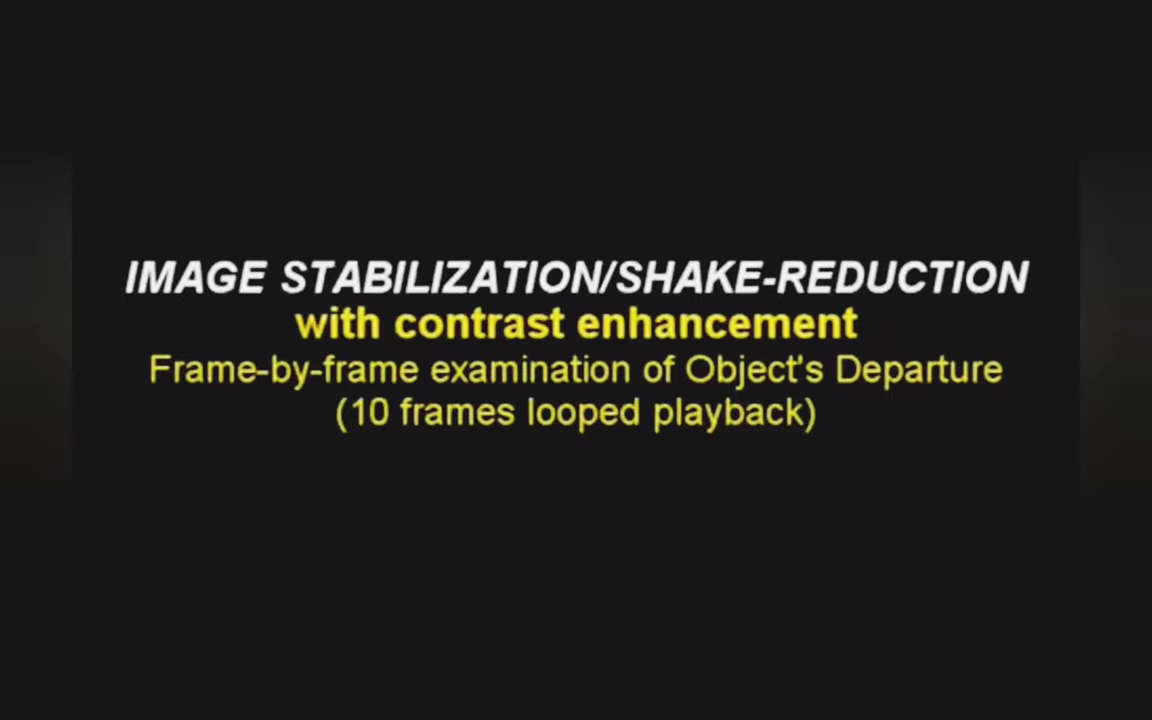 IMAGE STABILIZATION/SHAKE-REDUCTION
with contrast enhancement
Frame-by-frame examination of Object's Departure
(10 frames looped playback)